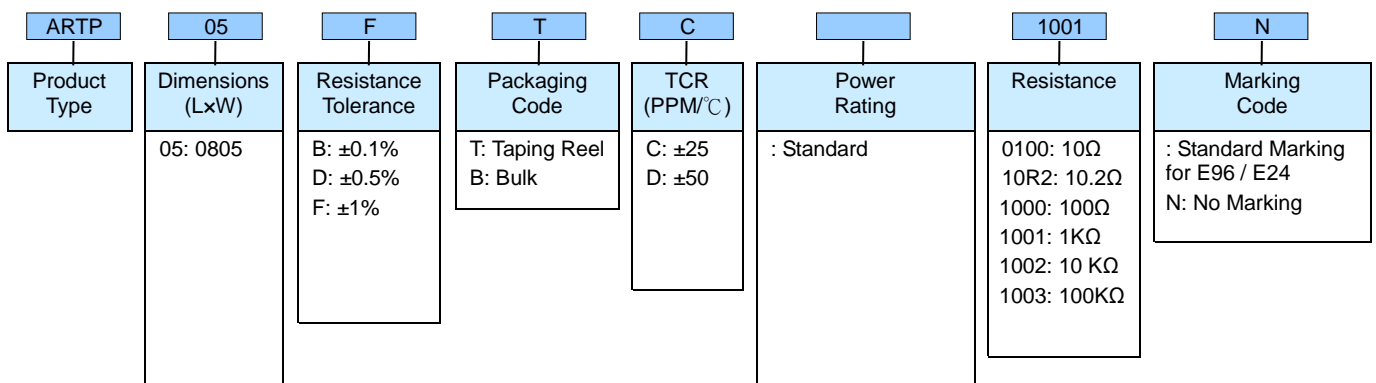 ARTP 05 F T C 1001 N
Product Type
Dimensions (L×W)
Resistance Tolerance
Packaging Code
TCR (PPM/℃)
Power Rating
Resistance
Marking Code
05: 0805
B: ±0.1%
D: ±0.5%
F: ±1%
T: Taping Reel
B: Bulk
C: ±25
D: ±50
: Standard
0100: 10Ω
10R2: 10.2Ω
1000: 100Ω
1001: 1KΩ
1002: 10 KΩ
1003: 100KΩ
: Standard Marking
for E96 / E24
N: No Marking